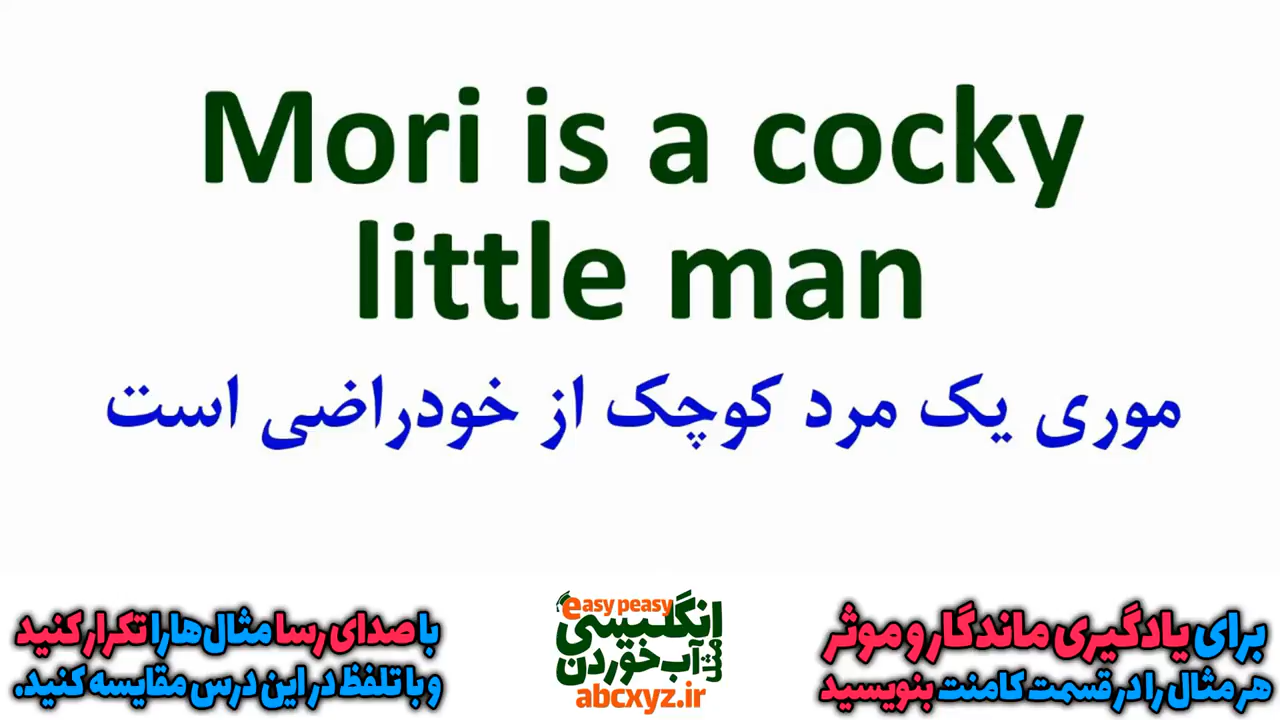 Mori is a cocky
little man
موری یک مرد کوچک از خودراضی است
برای یادگیری ماندگار و موثر
هر مثال را در قسمت کامنت بنویسید
easy peasy
انگلیسی
مثل آب خوردن
abcxyz.ir
با صدای رسا مثال‌ها را تکرار کنید
و با تلفظ در این درس مقایسه کنید.